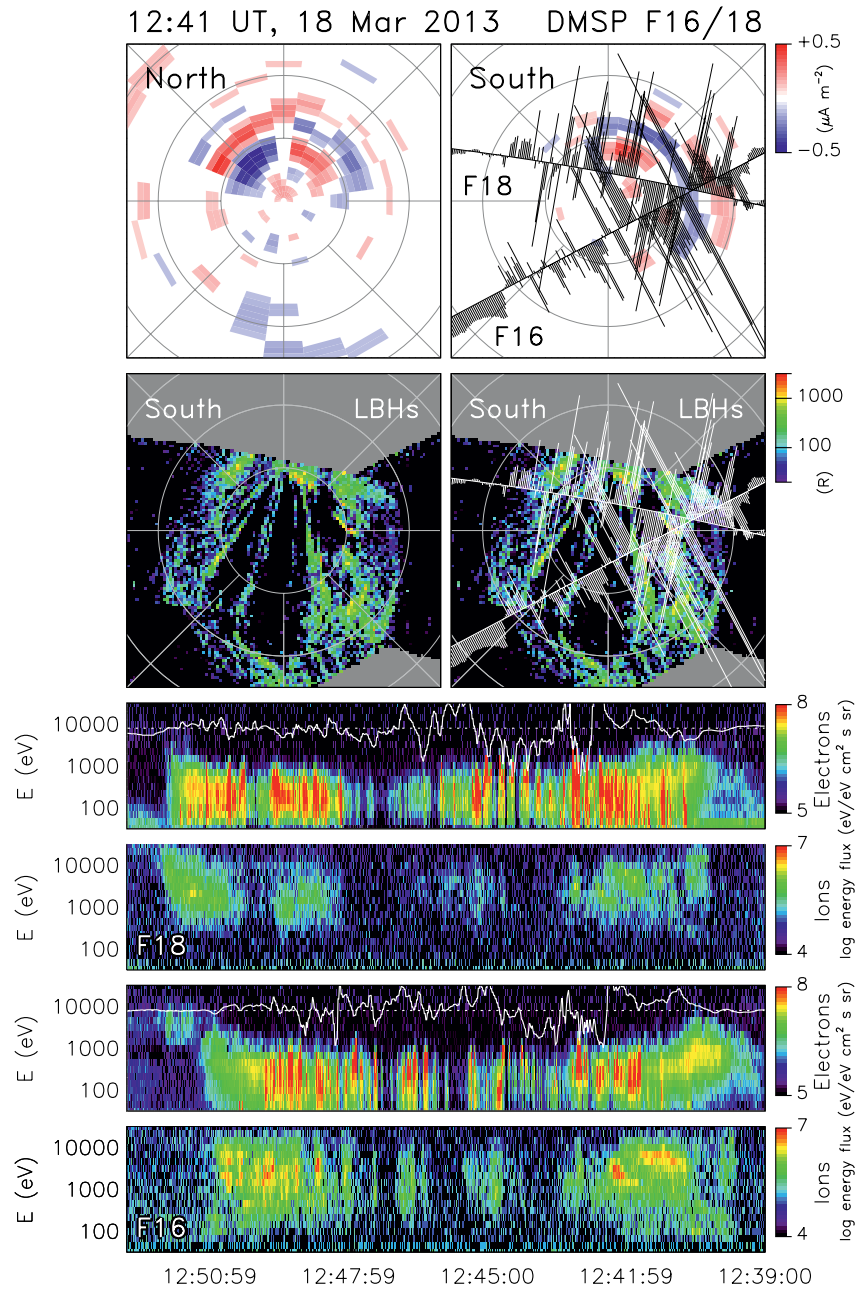 12:41 UT, 18 Mar 2013 DMSP F16/18
North
South
F18
F16
+0.5
(μA m⁻²)
−0.5
South LBHs
South LBHs
1000
100
(R)
10000
1000
100
E (eV)
8
5
Electrons
log energy flux (eV/eV cm² s sr)
10000
1000
100
E (eV)
F18
7
4
Ions
10000
1000
100
E (eV)
8
5
Electrons
log energy flux (eV/eV cm² s sr)
10000
1000
100
E (eV)
F16
7
4
Ions
12:50:59 12:47:59 12:45:00 12:41:59 12:39:00